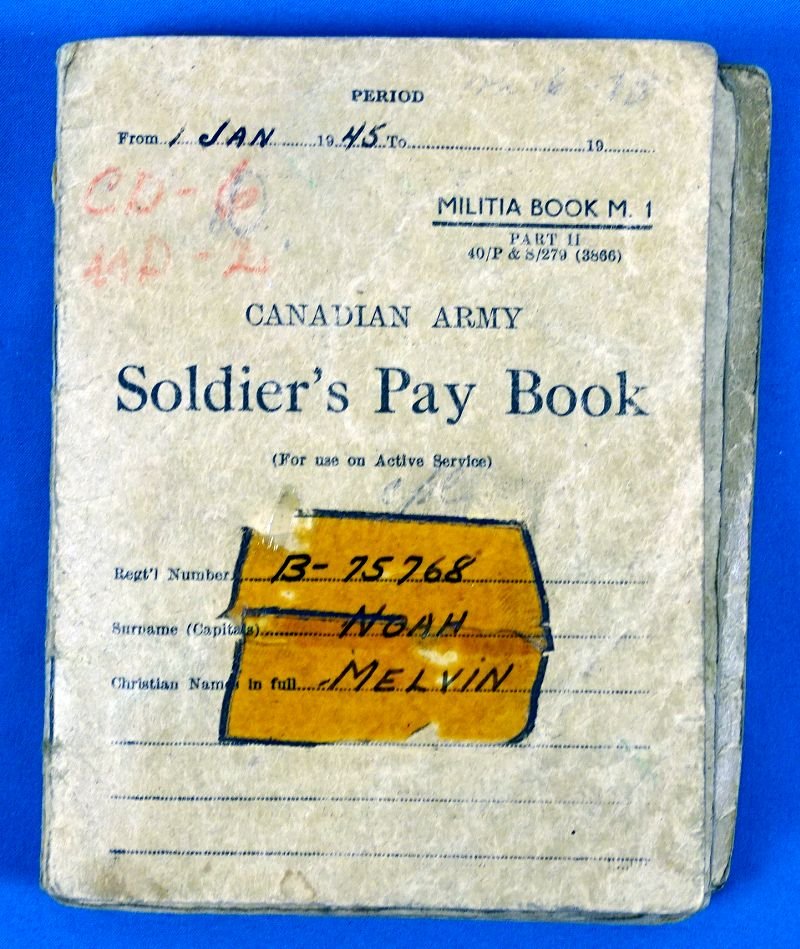 PERIOD
From 1 JAN 1945 To 19
CD-6
MD-2
MILITIA BOOK M. 1
PART II
40/P & S/279 (3866)
CANADIAN ARMY
Soldier's Pay Book
(For use on Active Service)
Regt'l Number B-75768
Surname (Capitals) NOAH
Christian Names in full MELVIN